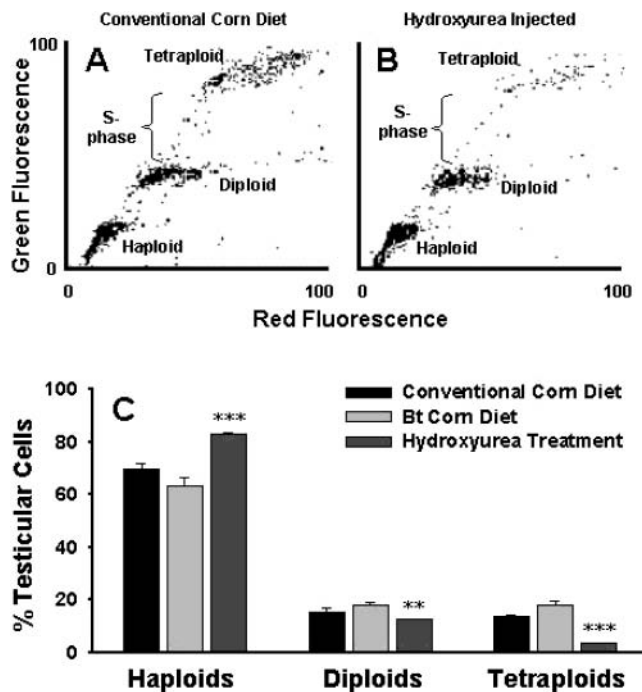 Conventional Corn Diet
Hydroxyurea Injected
100
A
Tetraploid
S-
phase
Diploid
Haploid
0
Green Fluorescence
B
Tetraploid
S-
phase
Diploid
Haploid
0 100 0 100
Red Fluorescence
C
Conventional Corn Diet
Bt Corn Diet
Hydroxyurea Treatment
100
80
60
40
20
0
% Testicular Cells
***
**
***
Haploids Diploids Tetraploids